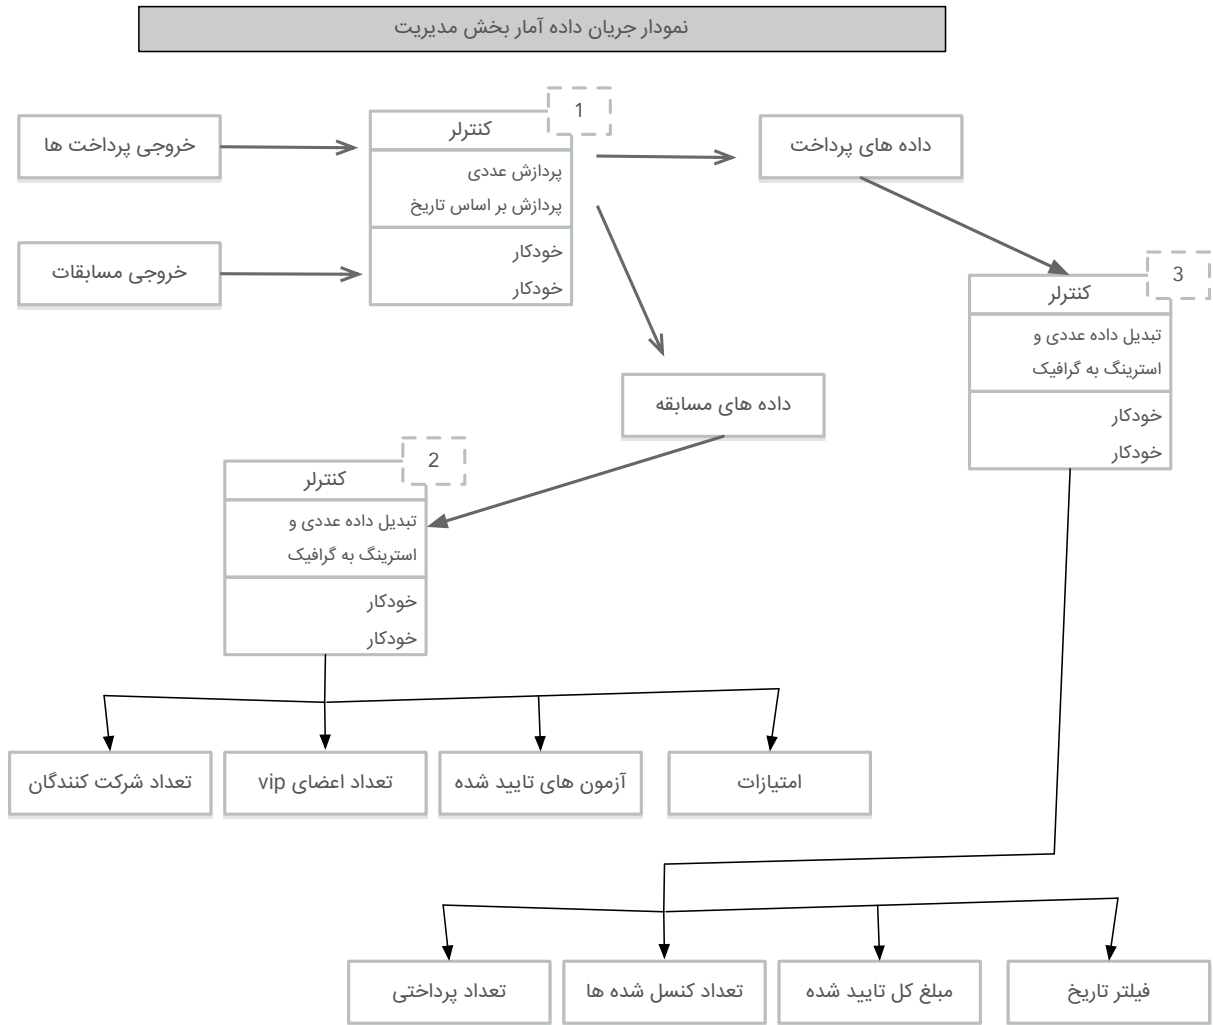 نمودار جریان داده آمار بخش مدیریت
1
خروجی پرداخت ها
کنترلر
پردازش عددی
پردازش بر اساس تاریخ
خودکار
خودکار
داده های پرداخت
خروجی مسابقات
3
کنترلر
تبدیل داده عددی و
استرینگ به گرافیک
خودکار
خودکار
داده های مسابقه
2
کنترلر
تبدیل داده عددی و
استرینگ به گرافیک
خودکار
خودکار
تعداد شرکت کنندگان
تعداد اعضای vip
آزمون های تایید شده
امتیازات
تعداد پرداختی
تعداد کنسل شده ها
مبلغ کل تایید شده
فیلتر تاریخ